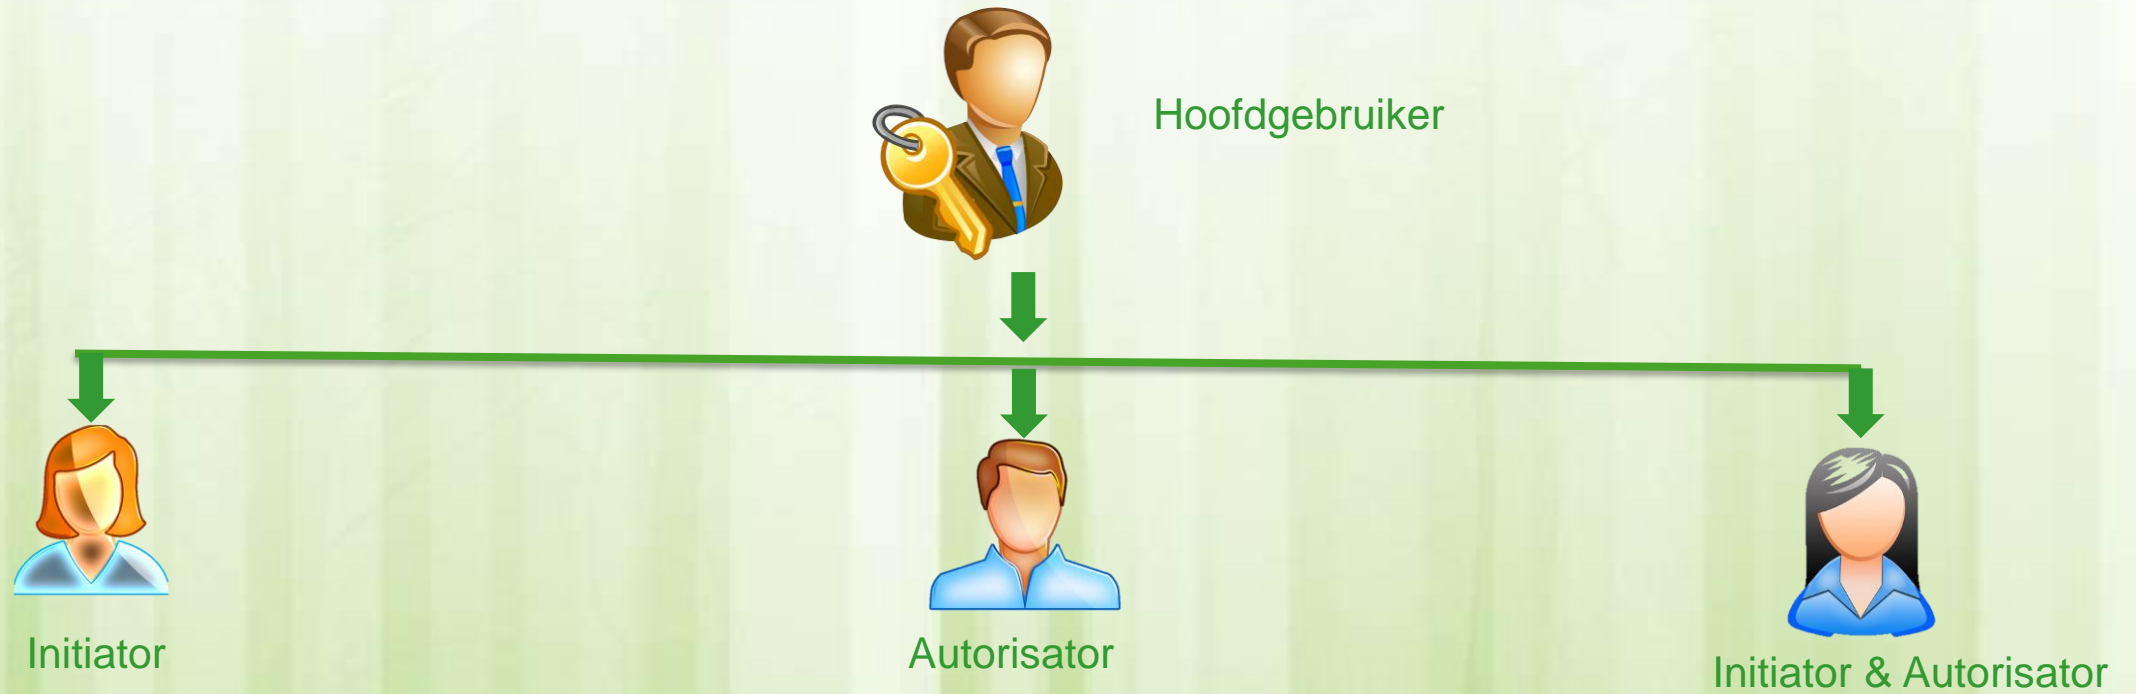 Hoofdgebruiker
Initiator
Autorisator
Initiator & Autorisator